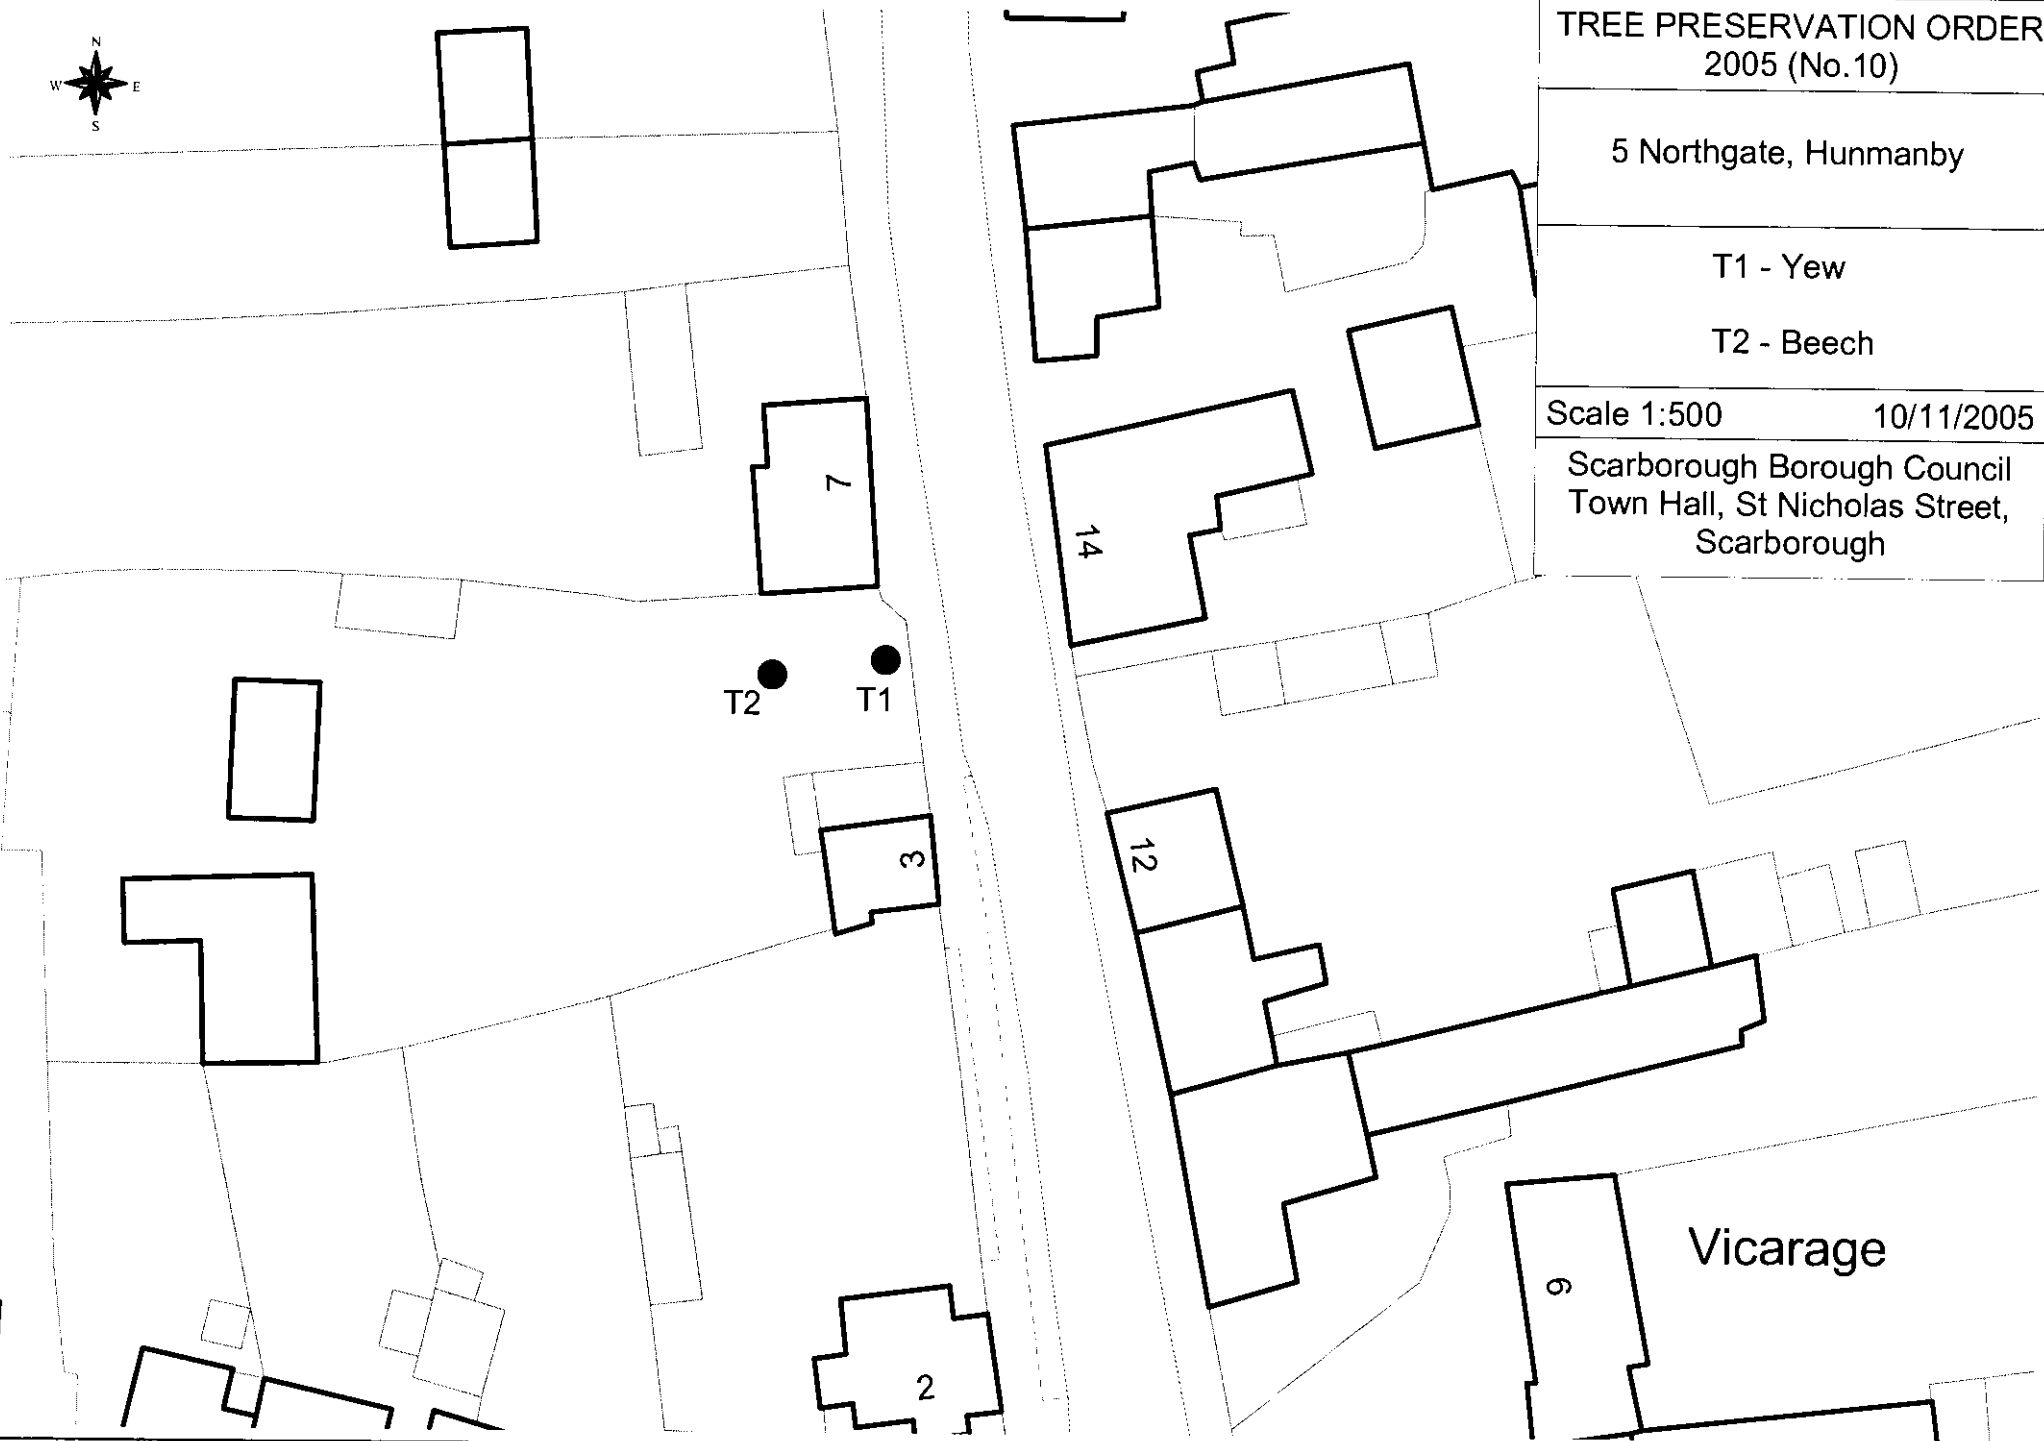 N
W E
S
TREE PRESERVATION ORDER
2005 (No.10)
5 Northgate, Hunmanby
T1 - Yew
T2 - Beech
Scale 1:500 10/11/2005
Scarborough Borough Council
Town Hall, St Nicholas Street,
Scarborough
7
14
T2 T1
3
12
Vicarage
6
2